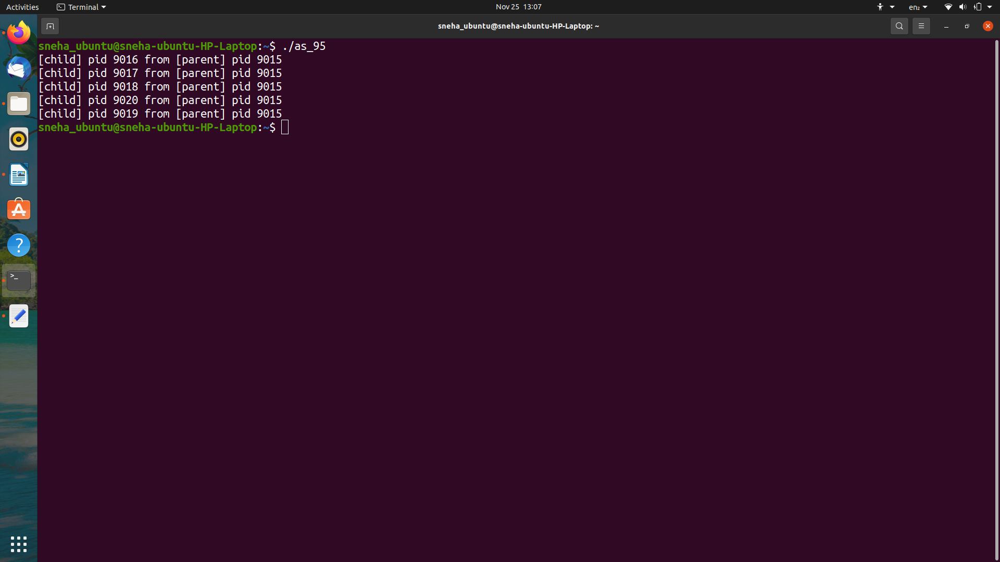 Activities
Terminal
Nov 25 13:07
en₂
sneha_ubuntu@sneha-ubuntu-HP-Laptop: ~
sneha_ubuntu@sneha-ubuntu-HP-Laptop:~$ ./as_95
[child] pid 9016 from [parent] pid 9015
[child] pid 9017 from [parent] pid 9015
[child] pid 9018 from [parent] pid 9015
[child] pid 9020 from [parent] pid 9015
[child] pid 9019 from [parent] pid 9015
sneha_ubuntu@sneha-ubuntu-HP-Laptop:~$